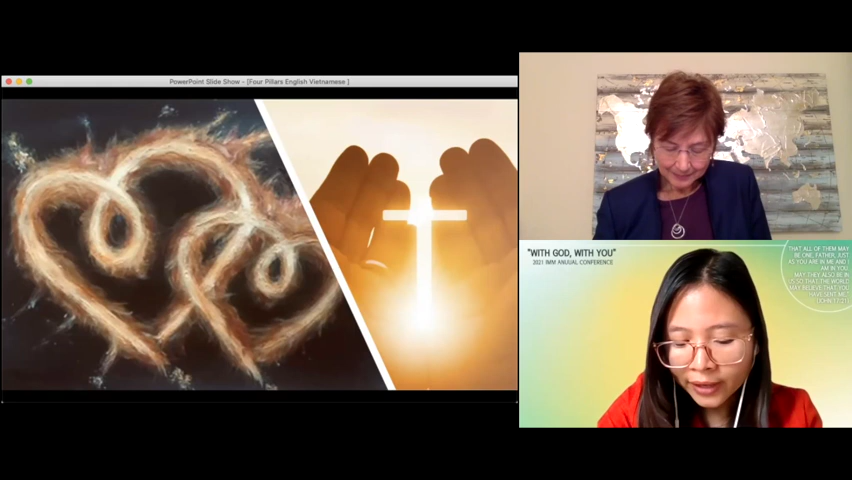 PowerPoint Slide Show - [Four Pillars English Vietnamese ]
"WITH GOD, WITH YOU"
2021 IMM ANUUAL CONFERENCE
THAT ALL OF THEM MAY
BE ONE, FATHER, JUST
AS YOU ARE IN ME AND I
AM IN YOU.
MAY THEY ALSO BE IN
US SO THAT THE WORLD
MAY BELIEVE THAT YOU
HAVE SENT ME."